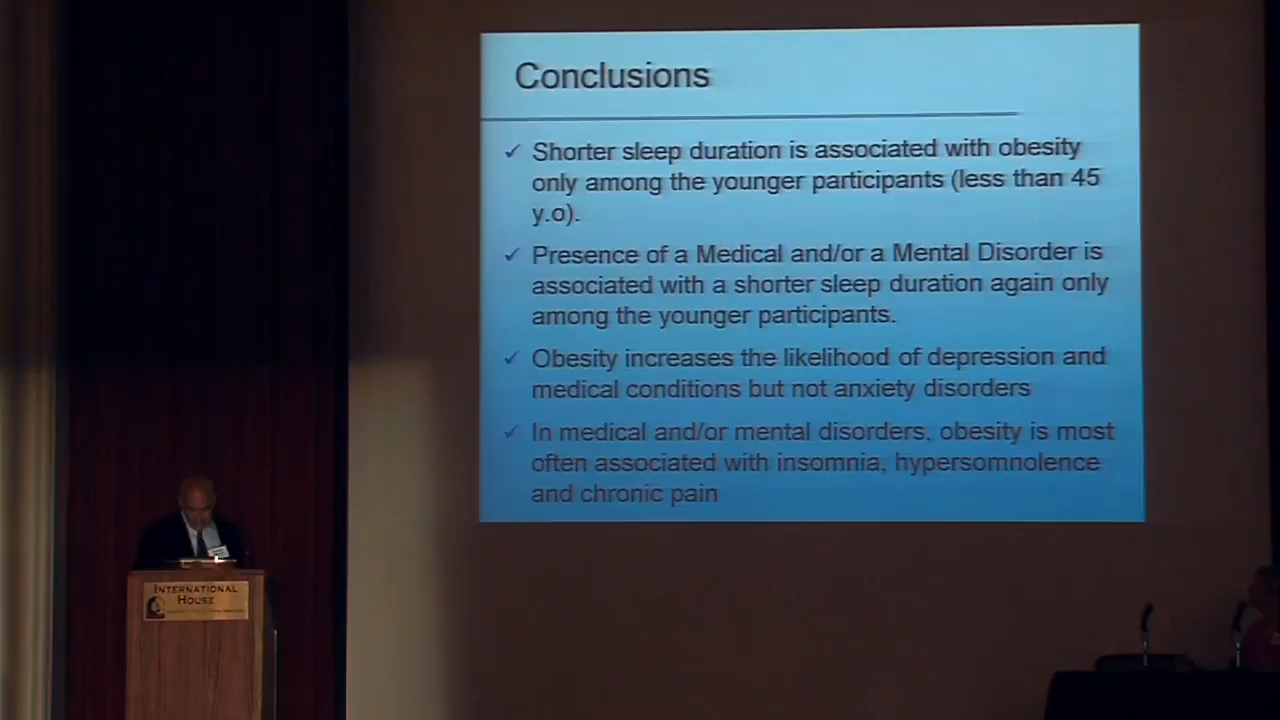 Conclusions
✓ Shorter sleep duration is associated with obesity
only among the younger participants (less than 45
y.o).
✓ Presence of a Medical and/or a Mental Disorder is
associated with a shorter sleep duration again only
among the younger participants.
✓ Obesity increases the likelihood of depression and
medical conditions but not anxiety disorders
✓ In medical and/or mental disorders, obesity is most
often associated with insomnia, hypersomnolence
and chronic pain
INTERNATIONAL
HOUSE